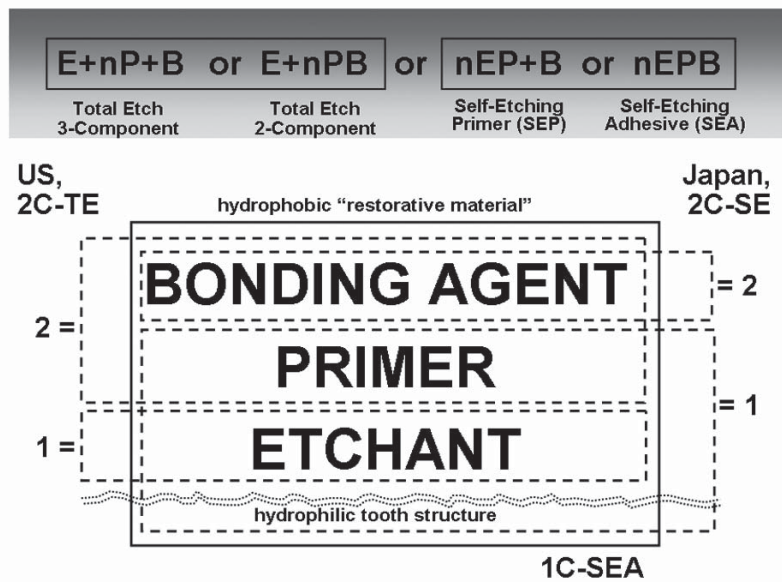 E+nP+B or E+nPB or nEP+B or nEPB
Total Etch
3-Component
Total Etch
2-Component
Self-Etching
Primer (SEP)
Self-Etching
Adhesive (SEA)
US,
2C-TE
hydrophobic “restorative material”
Japan,
2C-SE
BONDING AGENT
= 2
2 =
PRIMER
= 1
1 =
ETCHANT
hydrophilic tooth structure
1C-SEA